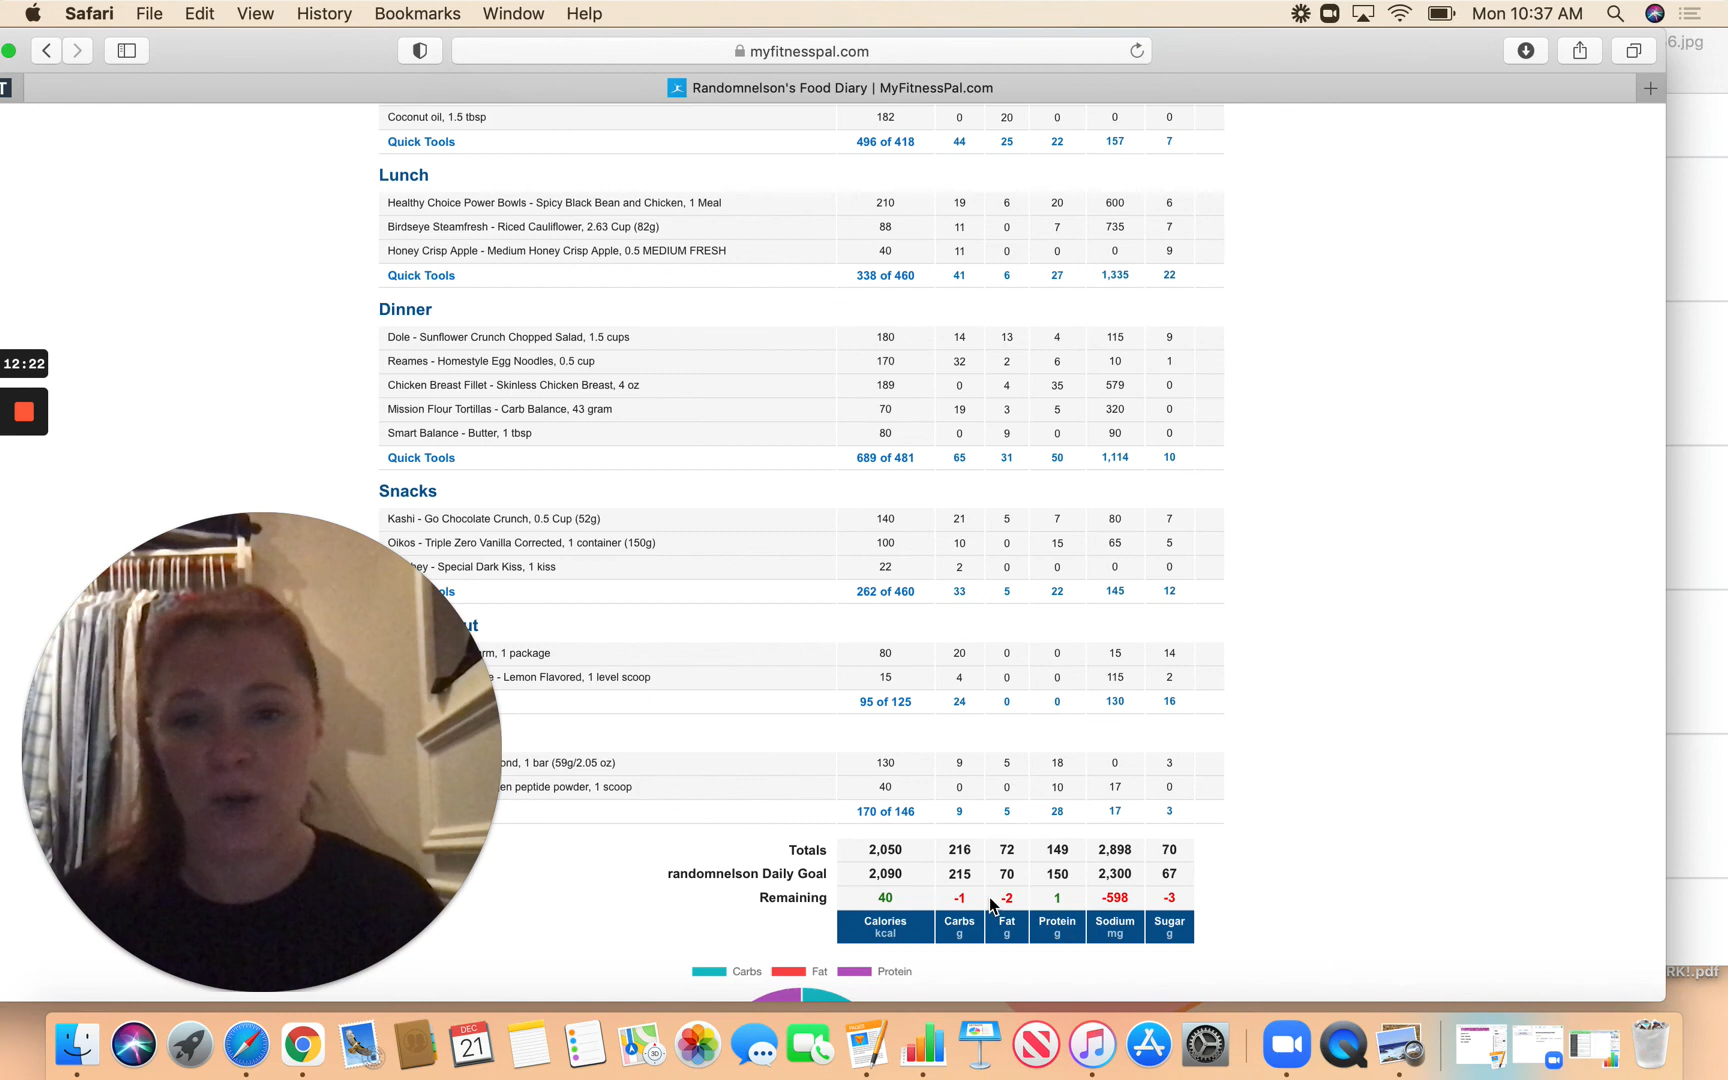 Safari File Edit View History Bookmarks Window Help Mon 10:37 AM
6.jpg
myfitnesspal.com
T Randomnelson's Food Diary | MyFitnessPal.com
Coconut oil, 1.5 tbsp 182 0 20 0 0 0
Quick Tools 496 of 418 44 25 22 157 7
Lunch
Healthy Choice Power Bowls - Spicy Black Bean and Chicken, 1 Meal 210 19 6 20 600 6
Birdseye Steamfresh - Riced Cauliflower, 2.63 Cup (82g) 88 11 0 7 735 7
Honey Crisp Apple - Medium Honey Crisp Apple, 0.5 MEDIUM FRESH 40 11 0 0 0 9
Quick Tools 338 of 460 41 6 27 1,335 22
Dinner
Dole - Sunflower Crunch Chopped Salad, 1.5 cups 180 14 13 4 115 9
Reames - Homestyle Egg Noodles, 0.5 cup 170 32 2 6 10 1
12:22
Chicken Breast Fillet - Skinless Chicken Breast, 4 oz 189 0 4 35 579 0
Mission Flour Tortillas - Carb Balance, 43 gram 70 19 3 5 320 0
Smart Balance - Butter, 1 tbsp 80 0 9 0 90 0
Quick Tools 689 of 481 65 31 50 1,114 10
Snacks
Kashi - Go Chocolate Crunch, 0.5 Cup (52g) 140 21 5 7 80 7
Oikos - Triple Zero Vanilla Corrected, 1 container (150g) 100 10 0 15 65 5
hey - Special Dark Kiss, 1 kiss 22 2 0 0 0 0
ols 262 of 460 33 5 22 145 12
ut
rm, 1 package 80 20 0 0 15 14
e - Lemon Flavored, 1 level scoop 15 4 0 0 115 2
95 of 125 24 0 0 130 16
ond, 1 bar (59g/2.05 oz) 130 9 5 18 0 3
en peptide powder, 1 scoop 40 0 0 10 17 0
170 of 146 9 5 28 17 3
Totals 2,050 216 72 149 2,898 70
randomnelson Daily Goal 2,090 215 70 150 2,300 67
Remaining 40 -1 -2 1 -598 -3
Calories Carbs Fat Protein Sodium Sugar
kcal g g g mg g
Carbs Fat Protein
RK!.pdf
DEC
21
3D
PAGES